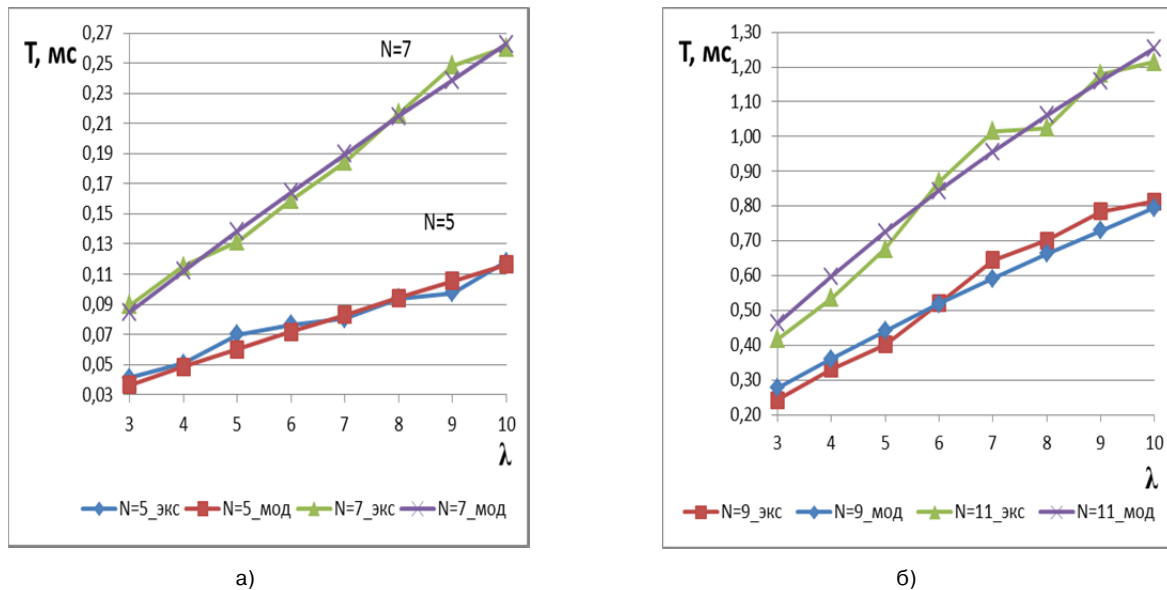 T, мс
0,27
0,25
0,23
0,21
0,19
0,17
0,15
0,13
0,11
0,09
0,07
0,05
0,03
N=7
N=5
3 4 5 6 7 8 9 10
λ
N=5_экс N=5_мод N=7_экс N=7_мод
а)
T, мс
1,30
1,20
1,10
1,00
0,90
0,80
0,70
0,60
0,50
0,40
0,30
0,20
3 4 5 6 7 8 9 10
λ
N=9_экс N=9_мод N=11_экс N=11_мод
б)